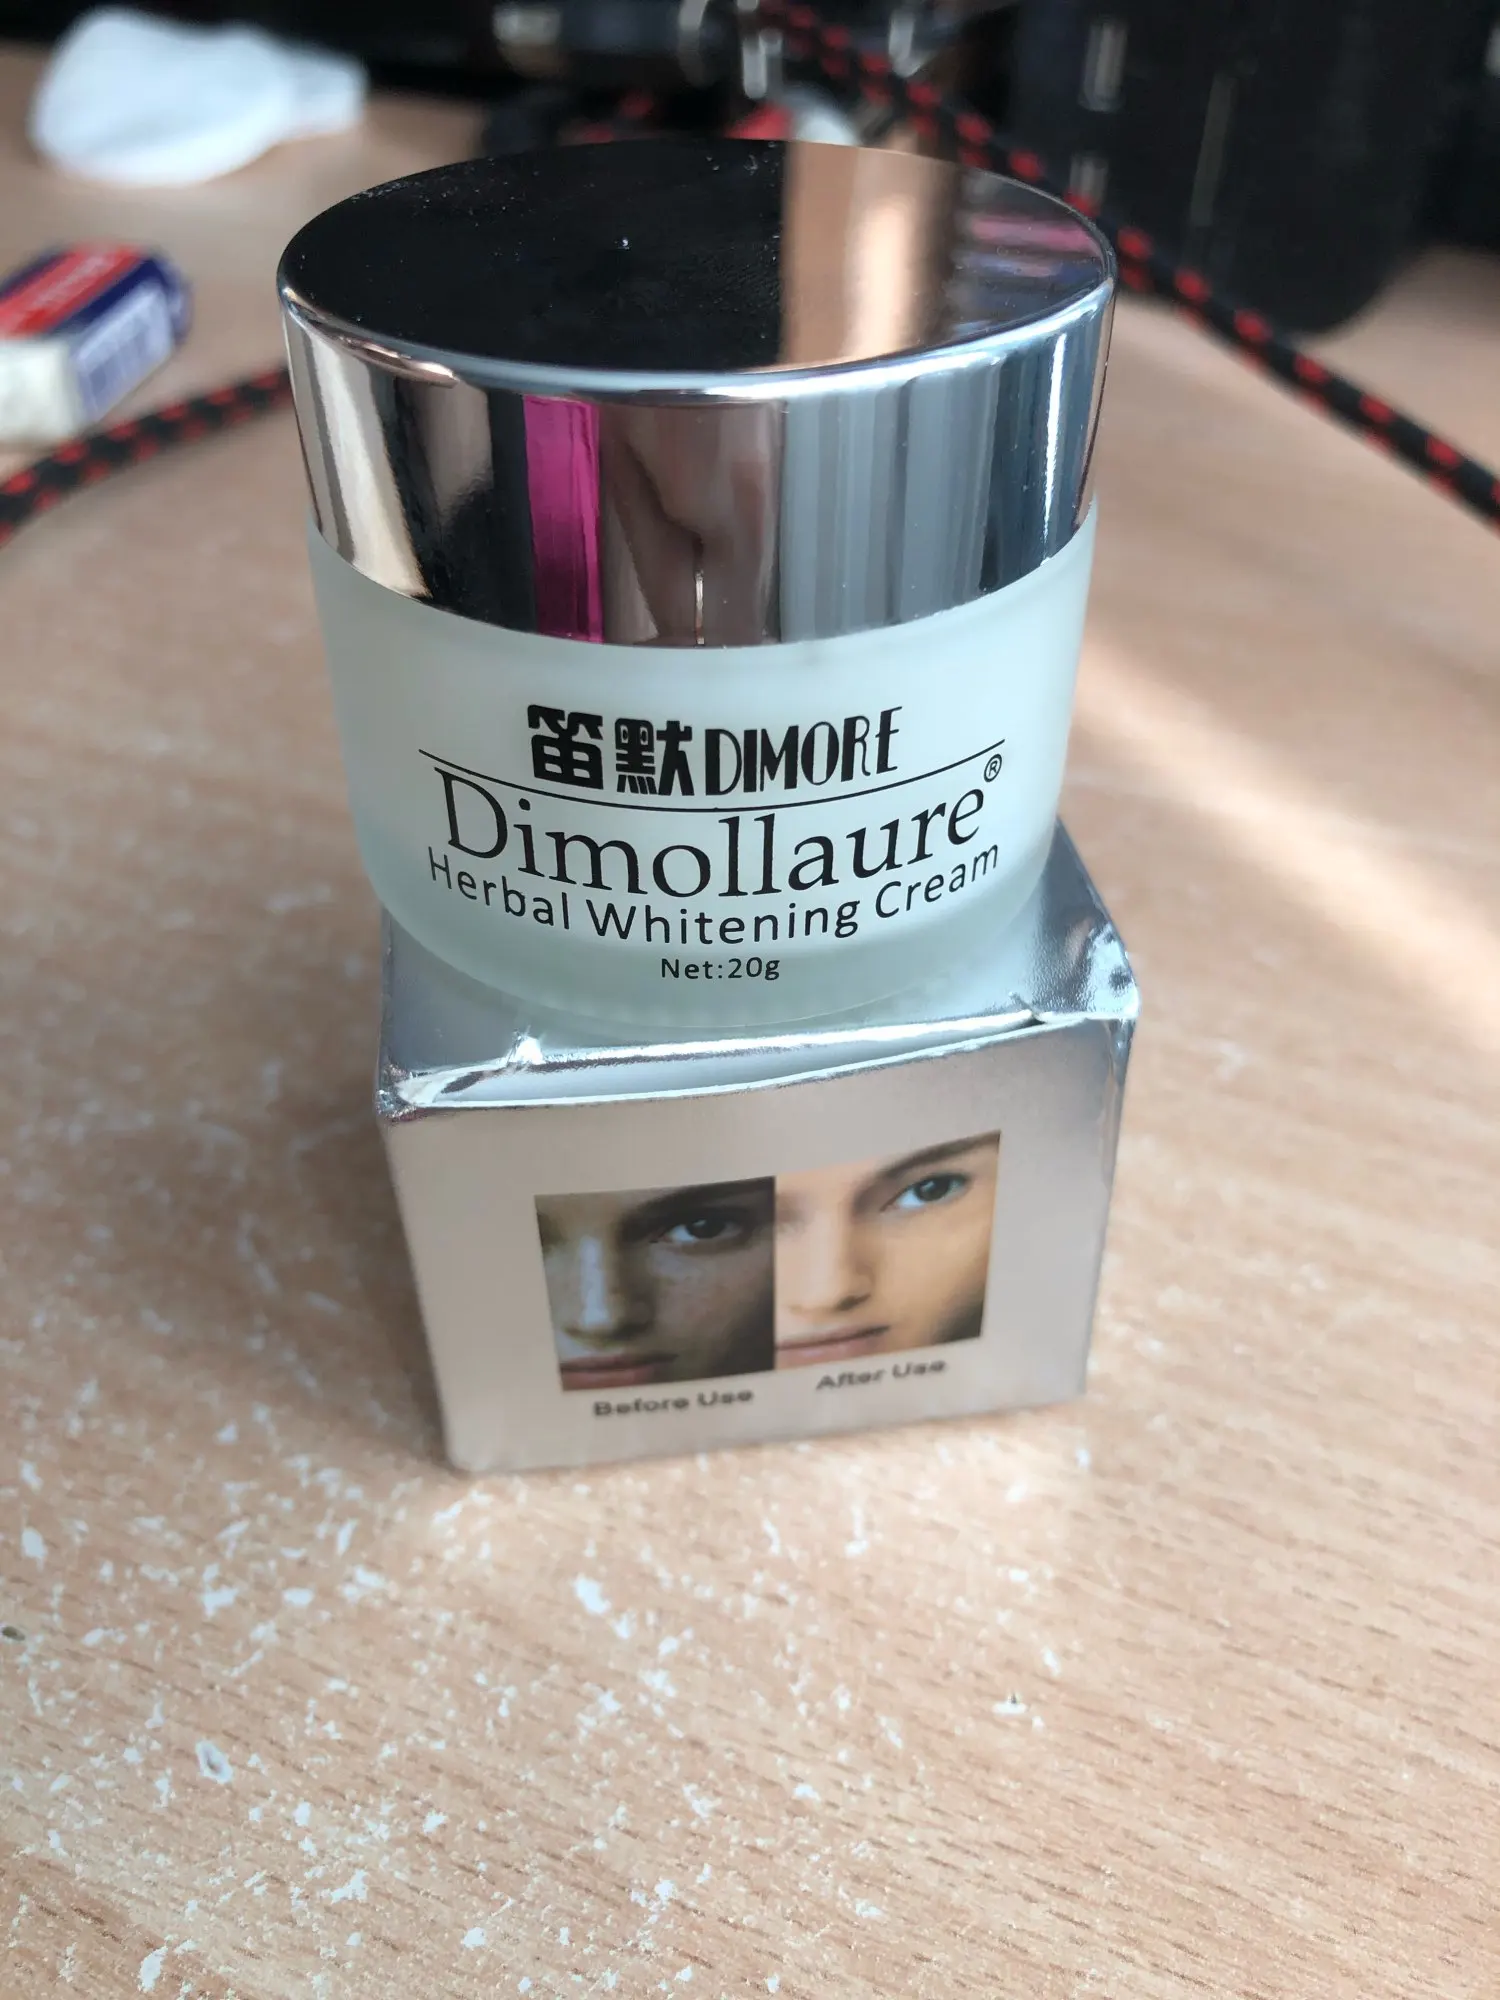 笛默DIMORE
Dimollaure®
Herbal Whitening Cream
Net:20g
Before Use
After Use